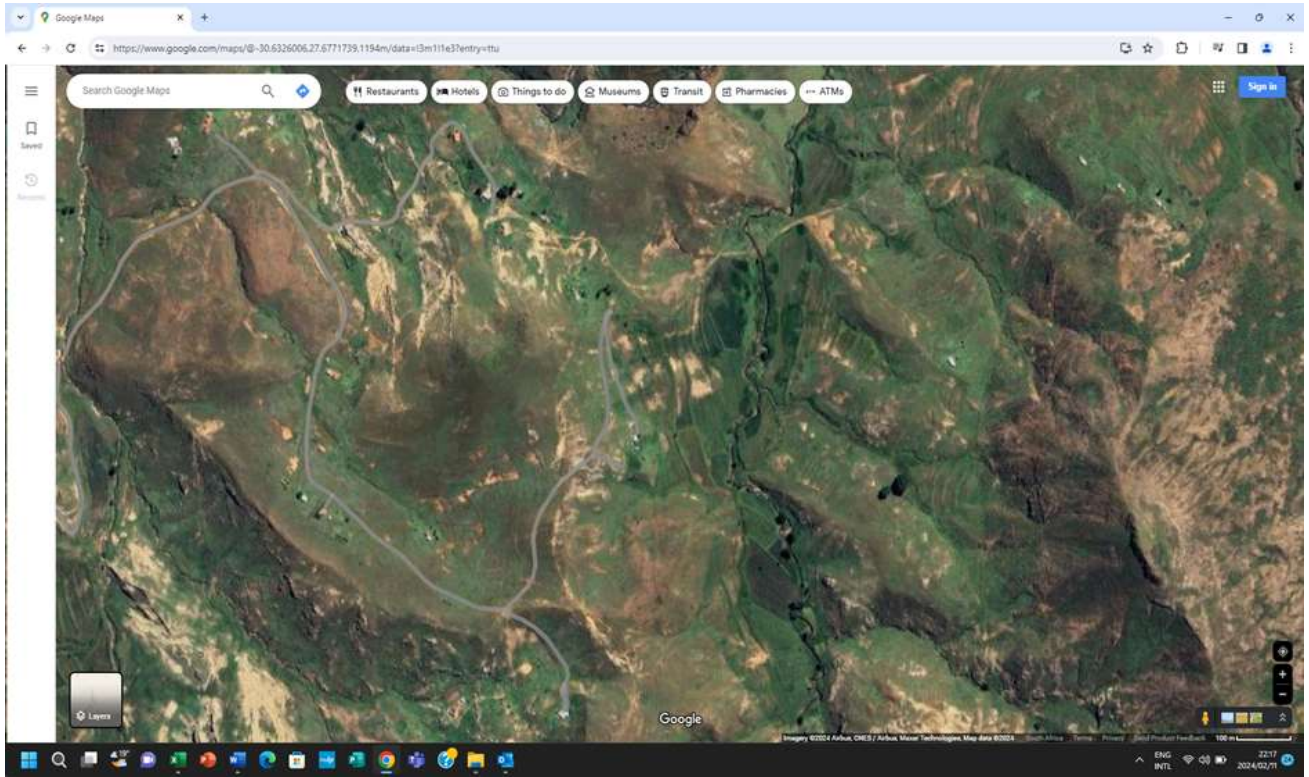 Google Maps
https://www.google.com/maps/@-30.6326006,27.6771739,1194m/data=!3m1!1e3?entry=ttu
Search Google Maps
Restaurants
Hotels
Things to do
Museums
Transit
Pharmacies
ATMs
Sign in
Saved
Recents
Layers
Google
Imagery ©2024 Airbus, CNES / Airbus, Maxar Technologies, Map data ©2024 South Africa Terms Privacy Send Product Feedback 100 m
ENG
INTL
22:17
2024/02/11